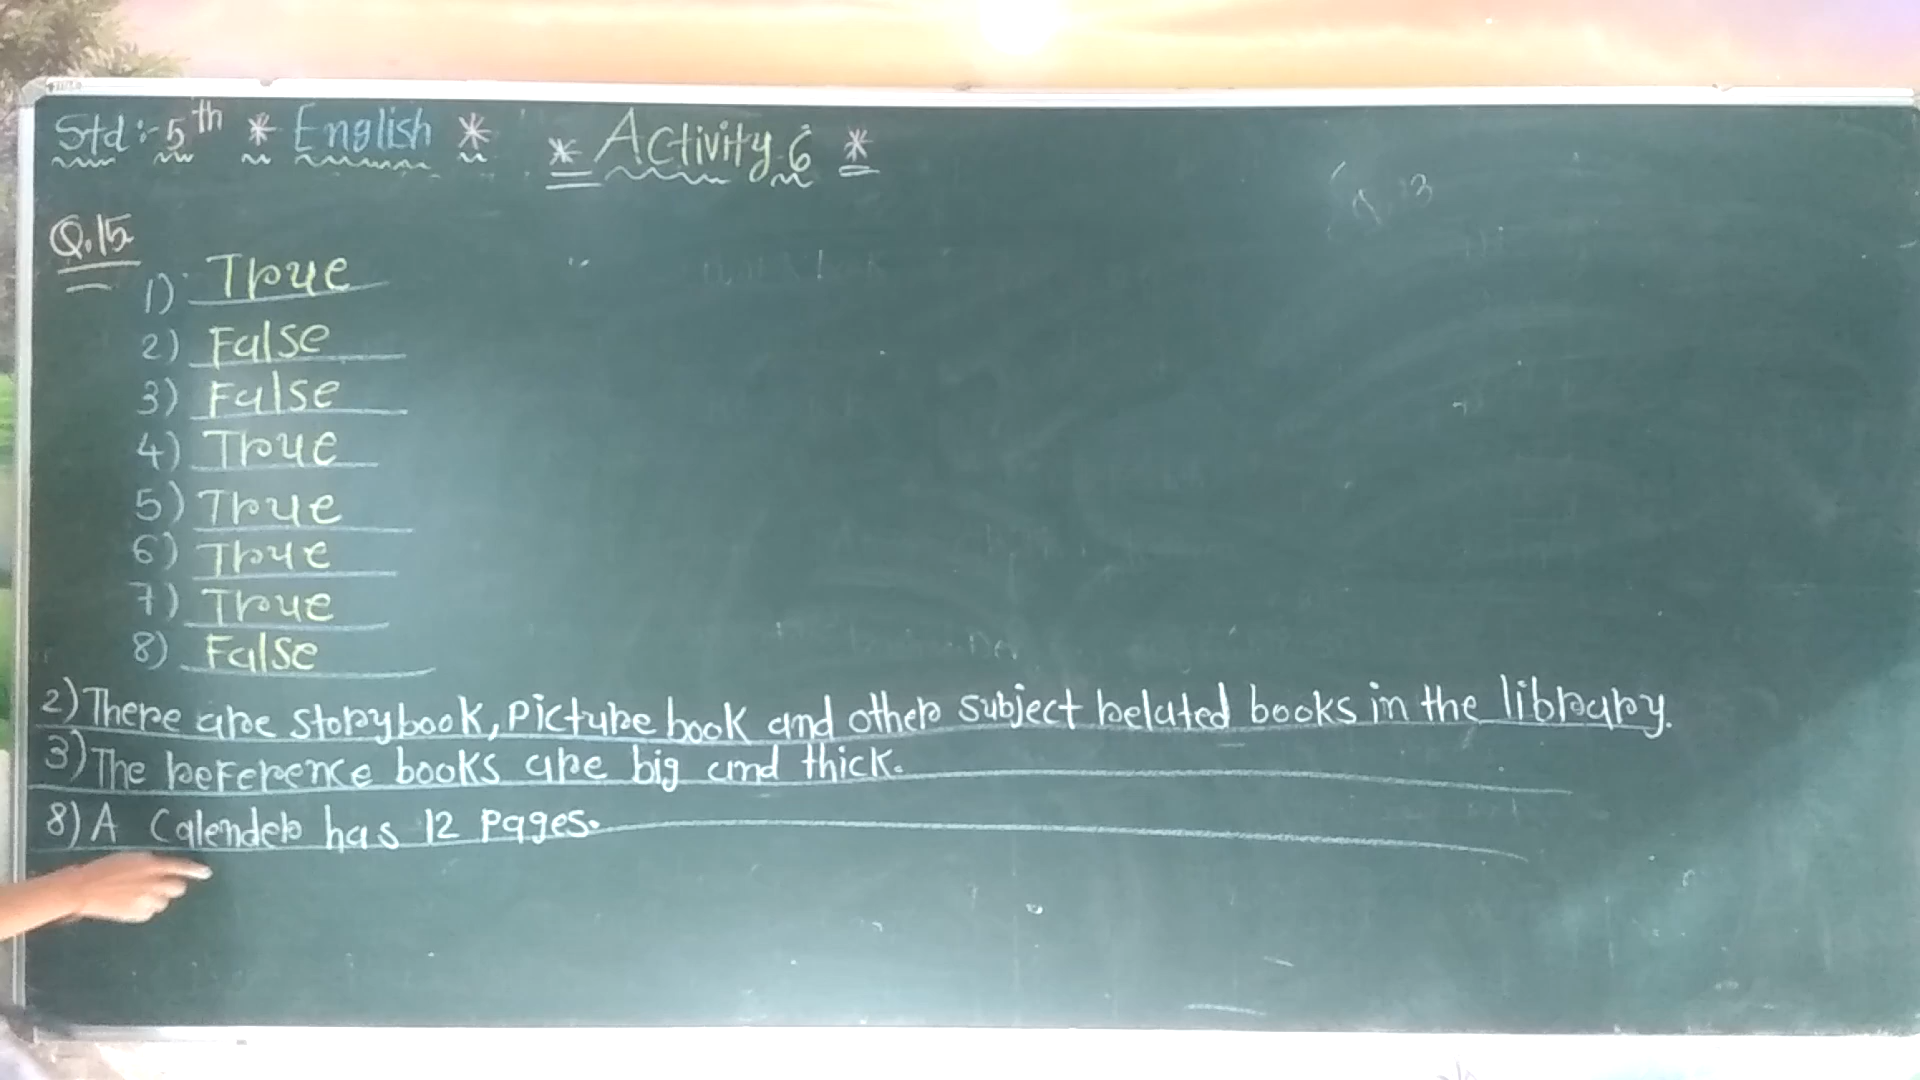 Std :- 5th * English * * Activity 6 *
Q.15
1) True
2) False
3) False
4) True
5) True
6) True
7) True
8) False
2) There are storybook, picture book and other subject related books in the library.
3) The reference books are big and thick.
8) A Calender has 12 pages.